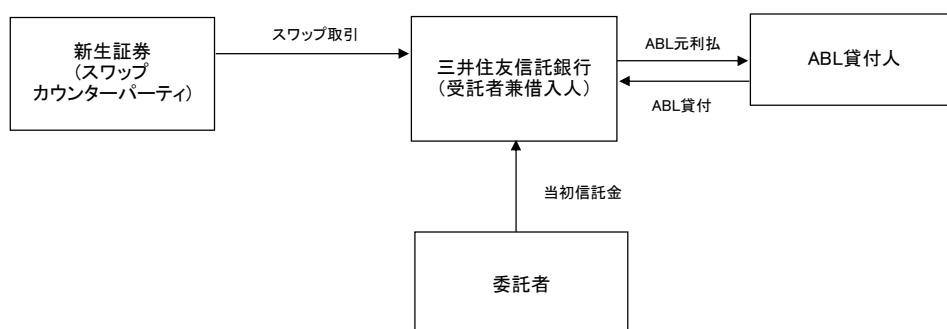 新生証券
(スワップ
カウンターパーティ)
スワップ取引
三井住友信託銀行
(受託者兼借入人)
ABL元利払
ABL貸付
ABL貸付人
当初信託金
委託者